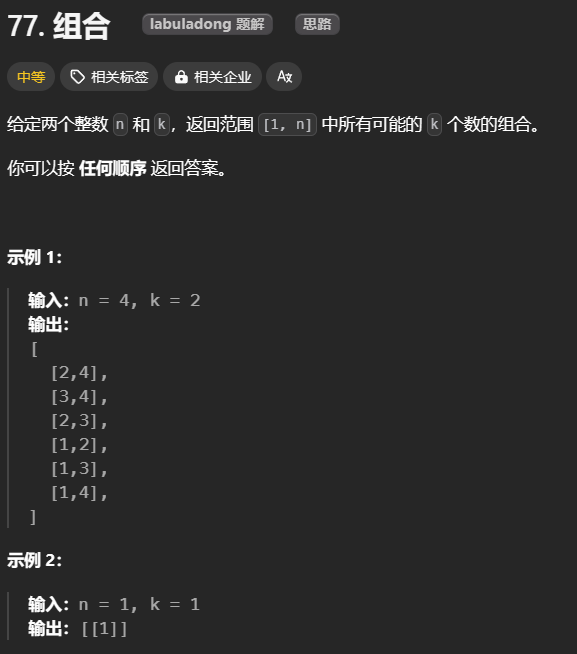 77. 组合 labuladong 题解 思路
中等 相关标签 相关企业 Aあ
给定两个整数 n 和 k，返回范围 [1, n] 中所有可能的 k 个数的组合。
你可以按 任何顺序 返回答案。
示例 1：
输入：n = 4, k = 2
输出：
[
[2,4],
[3,4],
[2,3],
[1,2],
[1,3],
[1,4],
]
示例 2：
输入：n = 1, k = 1
输出：[[1]]